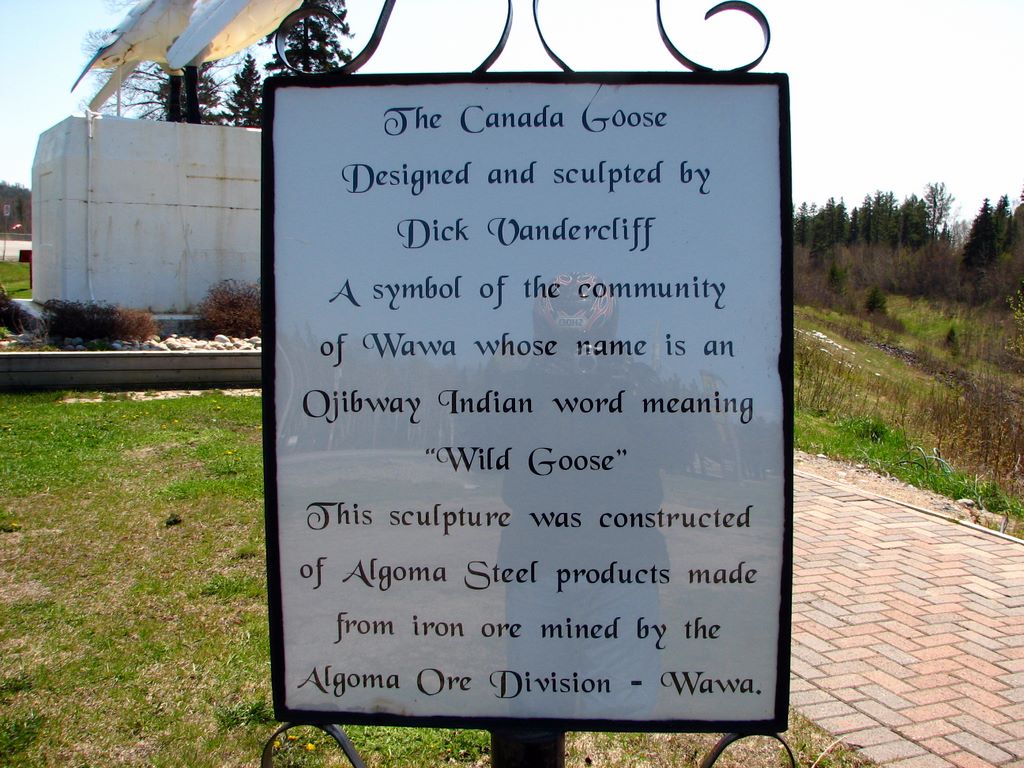 The Canada Goose
Designed and sculpted by
Dick Vandercliff
A symbol of the community
of Wawa whose name is an
Ojibway Indian word meaning
"Wild Goose"
This sculpture was constructed
of Algoma Steel products made
from iron ore mined by the
Algoma Ore Division - Wawa.